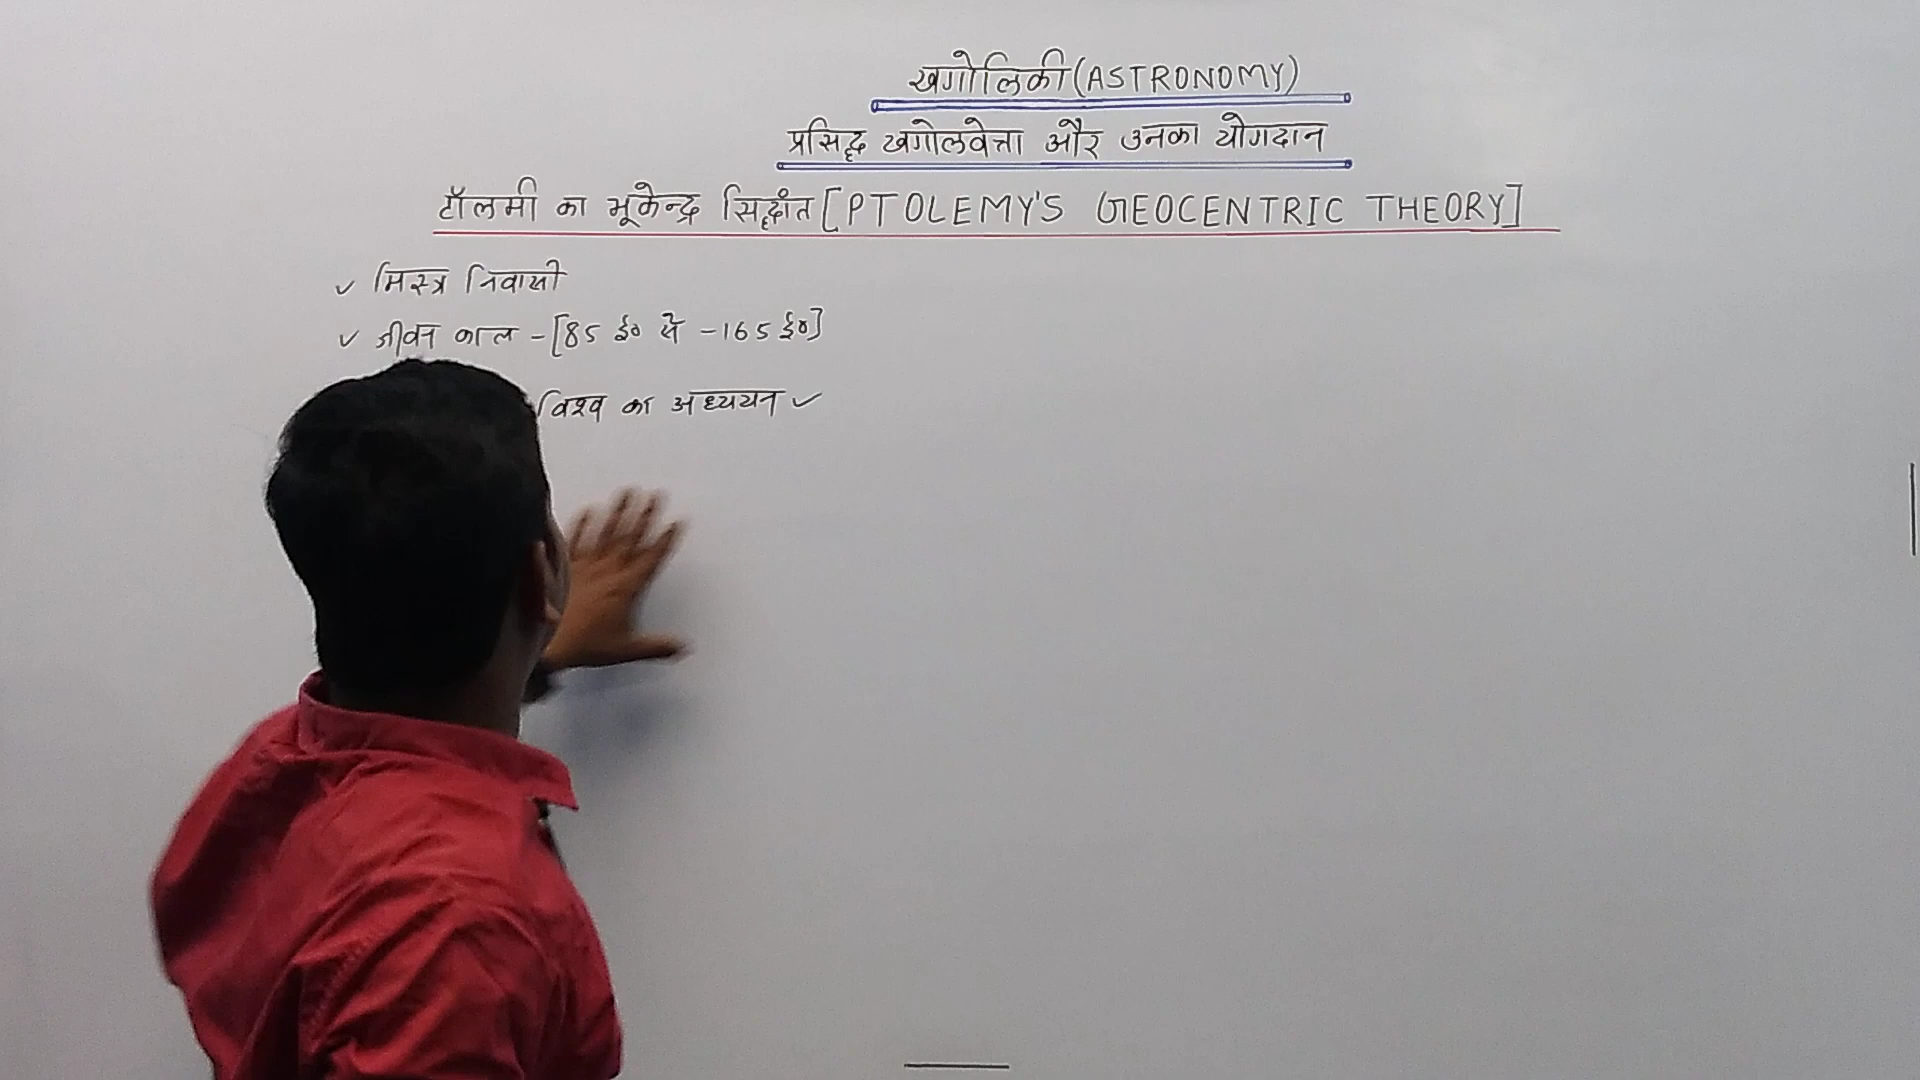 खगोलिकी (ASTRONOMY)
प्रसिद्ध खगोलवेत्ता और उनका योगदान
टॉलमी का भूकेन्द्र सिद्धांत [PTOLEMY'S GEOCENTRIC THEORY]
✓ मिस्त्र निवासी
✓ जीवन काल - [85 ई० से - 165 ई०]
विश्व का अध्ययन ✓